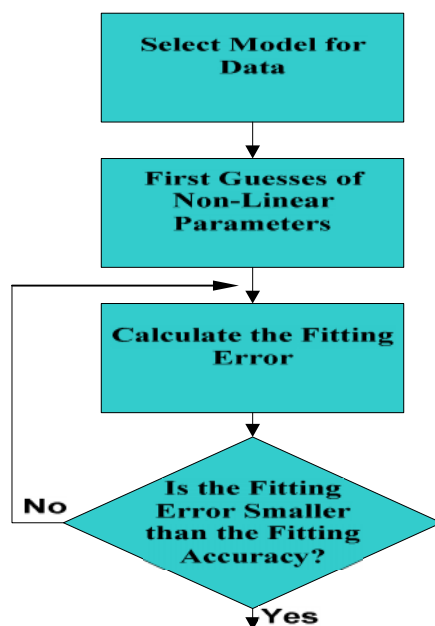 Select Model for
Data
First Guesses of
Non-Linear
Parameters
Calculate the Fitting
Error
Is the Fitting
Error Smaller
than the Fitting
Accuracy?
No
Yes